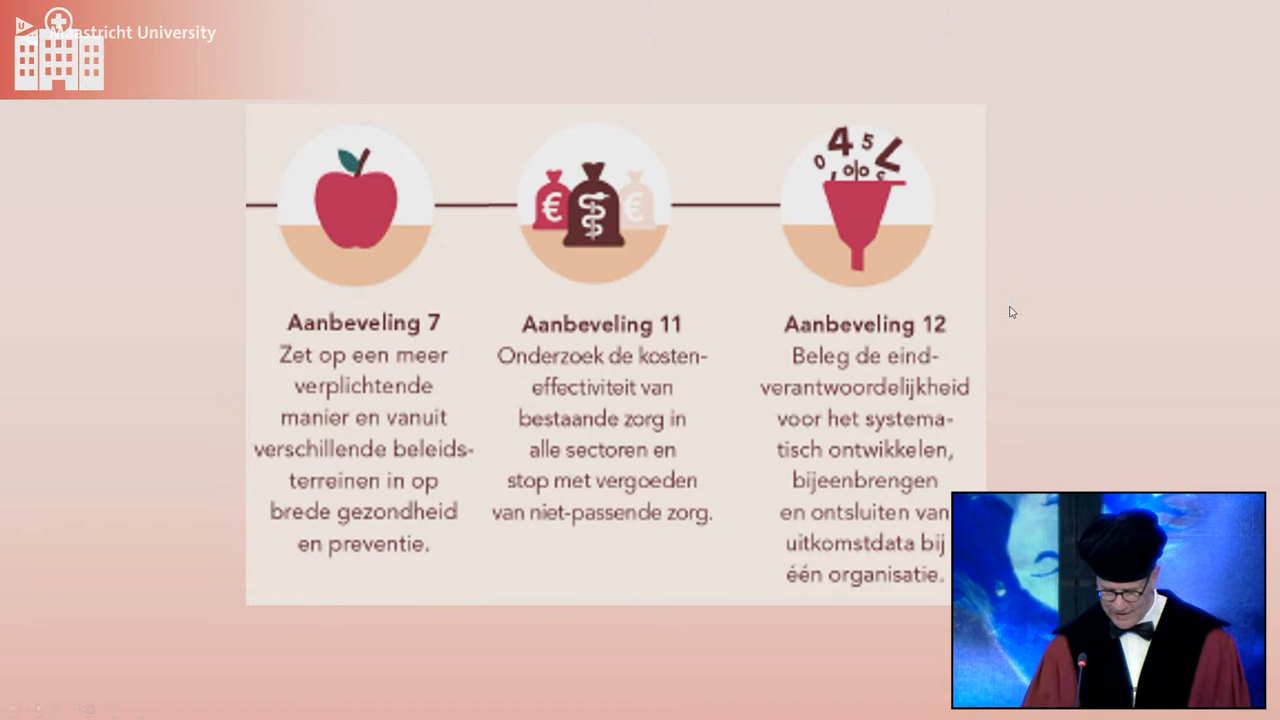 Maastricht University
0 4 5
%
€ €
Aanbeveling 7
Zet op een meer
verplichtende
manier en vanuit
verschillende beleids-
terreinen in op
brede gezondheid
en preventie.
Aanbeveling 11
Onderzoek de kosten-
effectiviteit van
bestaande zorg in
alle sectoren en
stop met vergoeden
van niet-passende zorg.
Aanbeveling 12
Beleg de eind-
verantwoordelijkheid
voor het systema-
tisch ontwikkelen,
bijeenbrengen
en ontsluiten van
uitkomstdata bij
één organisatie.